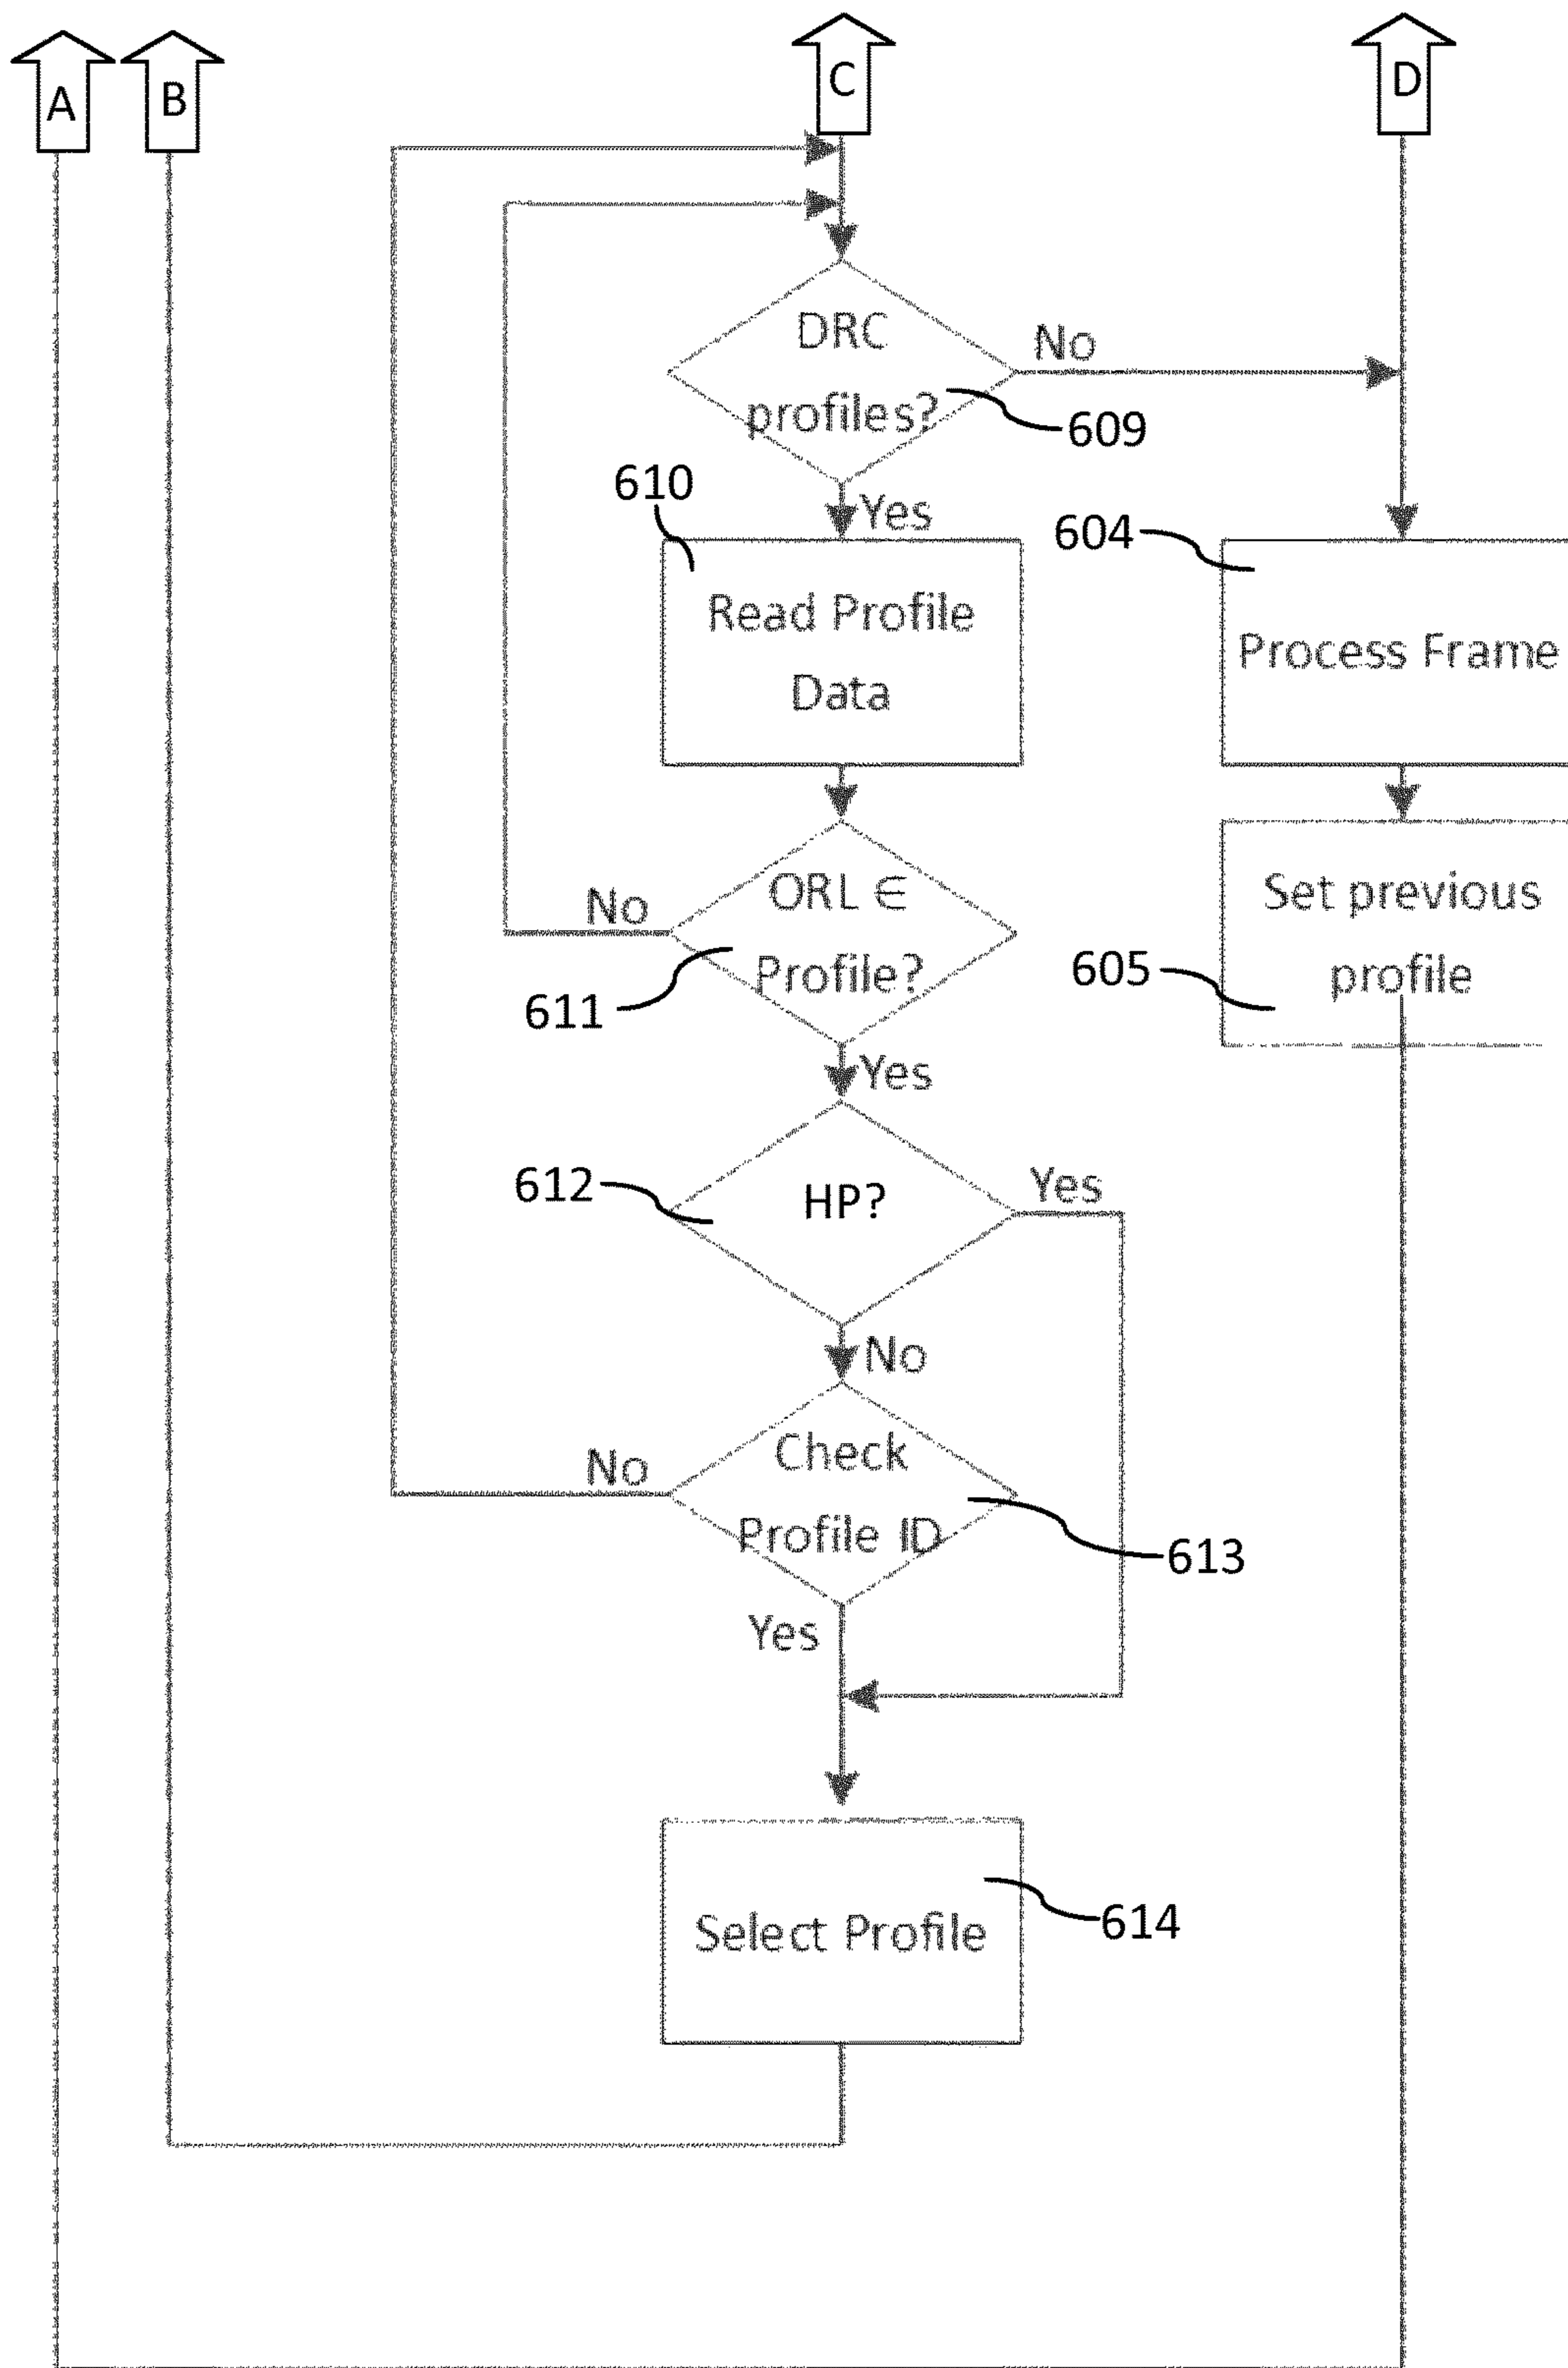 A
B
C
D
DRC
profiles?
No
609
Yes
610
604
Read Profile
Data
Process Frame
ORL ∈
Profile?
No
611
Set previous
profile
605
Yes
612
HP?
Yes
No
Check
Profile ID
No
613
Yes
Select Profile
614